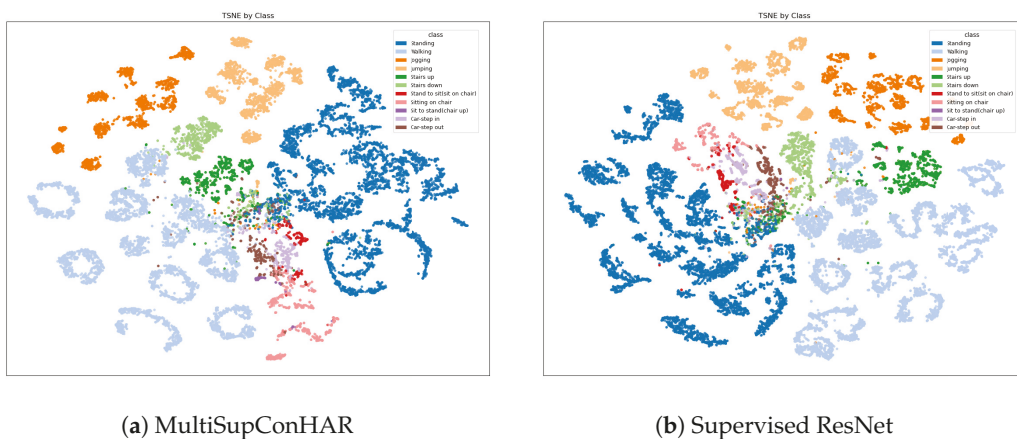 TSNE by Class
class
Standing
Walking
Jogging
Jumping
Stairs up
Stairs down
Stand to sit(sit on chair)
Sitting on chair
Sit to stand(chair up)
Car-step in
Car-step out
(a) MultiSupConHAR
TSNE by Class
class
Standing
Walking
Jogging
Jumping
Stairs up
Stairs down
Stand to sit(sit on chair)
Sitting on chair
Sit to stand(chair up)
Car-step in
Car-step out
(b) Supervised ResNet